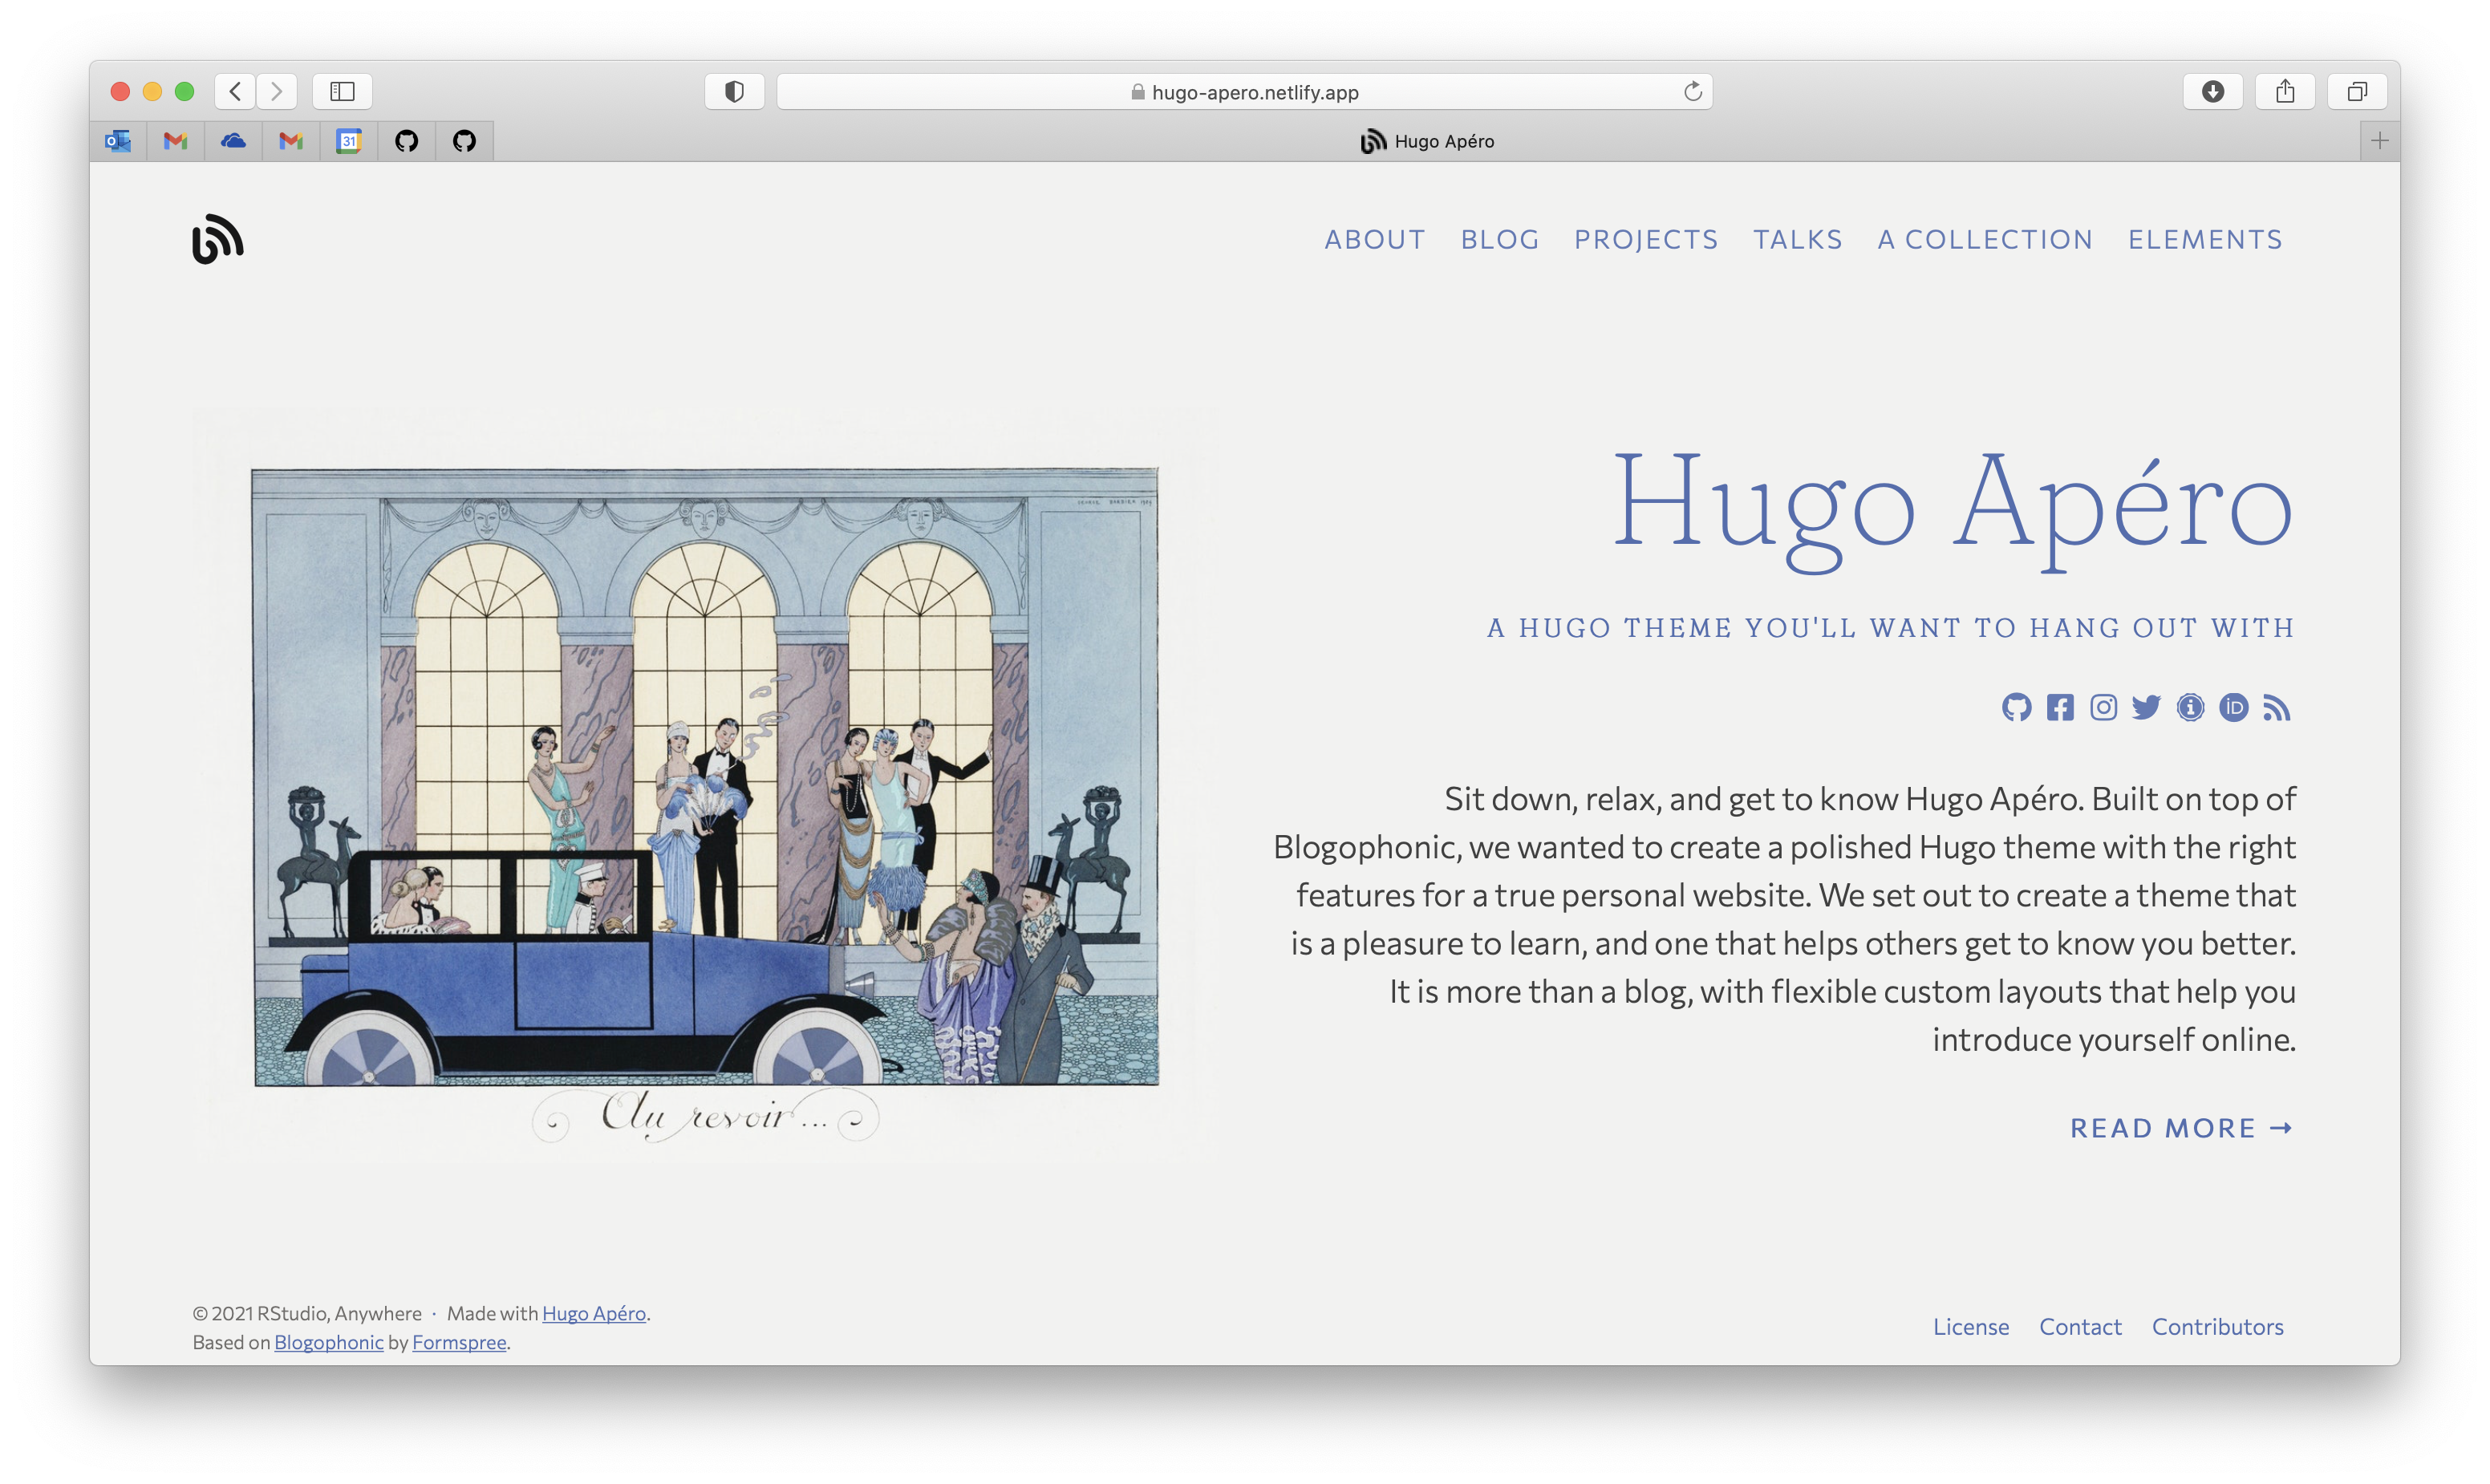 hugo-apero.netlify.app
31
Hugo Apéro
ABOUT BLOG PROJECTS TALKS A COLLECTION ELEMENTS
GEORGE BARBIER
Au revoir...
Hugo Apéro
A HUGO THEME YOU'LL WANT TO HANG OUT WITH
iD
Sit down, relax, and get to know Hugo Apéro. Built on top of
Blogophonic, we wanted to create a polished Hugo theme with the right
features for a true personal website. We set out to create a theme that
is a pleasure to learn, and one that helps others get to know you better.
It is more than a blog, with flexible custom layouts that help you
introduce yourself online.
READ MORE →
© 2021 RStudio, Anywhere · Made with Hugo Apéro.
Based on Blogophonic by Formspree.
License Contact Contributors